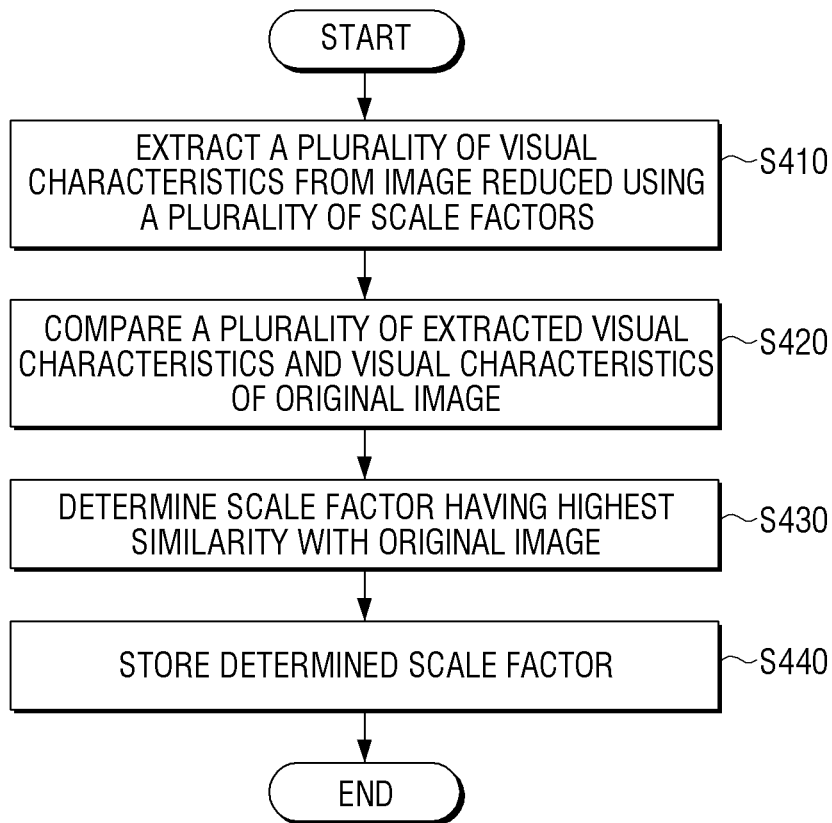 START
EXTRACT A PLURALITY OF VISUAL
CHARACTERISTICS FROM IMAGE REDUCED USING
A PLURALITY OF SCALE FACTORS
S410
COMPARE A PLURALITY OF EXTRACTED VISUAL
CHARACTERISTICS AND VISUAL CHARACTERISTICS
OF ORIGINAL IMAGE
S420
DETERMINE SCALE FACTOR HAVING HIGHEST
SIMILARITY WITH ORIGINAL IMAGE
S430
STORE DETERMINED SCALE FACTOR
S440
END